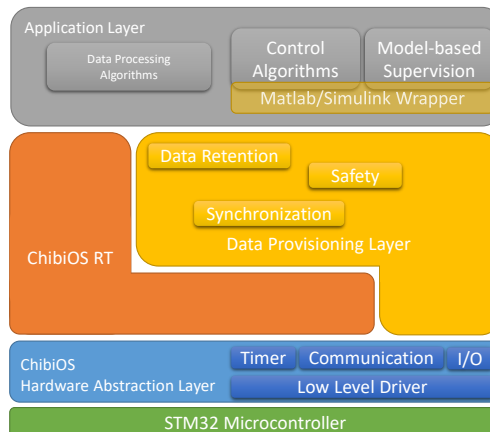 Application Layer
Data Processing
Algorithms
Control
Algorithms
Model-based
Supervision
Matlab/Simulink Wrapper
Data Retention
Safety
Synchronization
Data Provisioning Layer
ChibiOS RT
ChibiOS
Hardware Abstraction Layer
Timer
Communication
I/O
Low Level Driver
STM32 Microcontroller